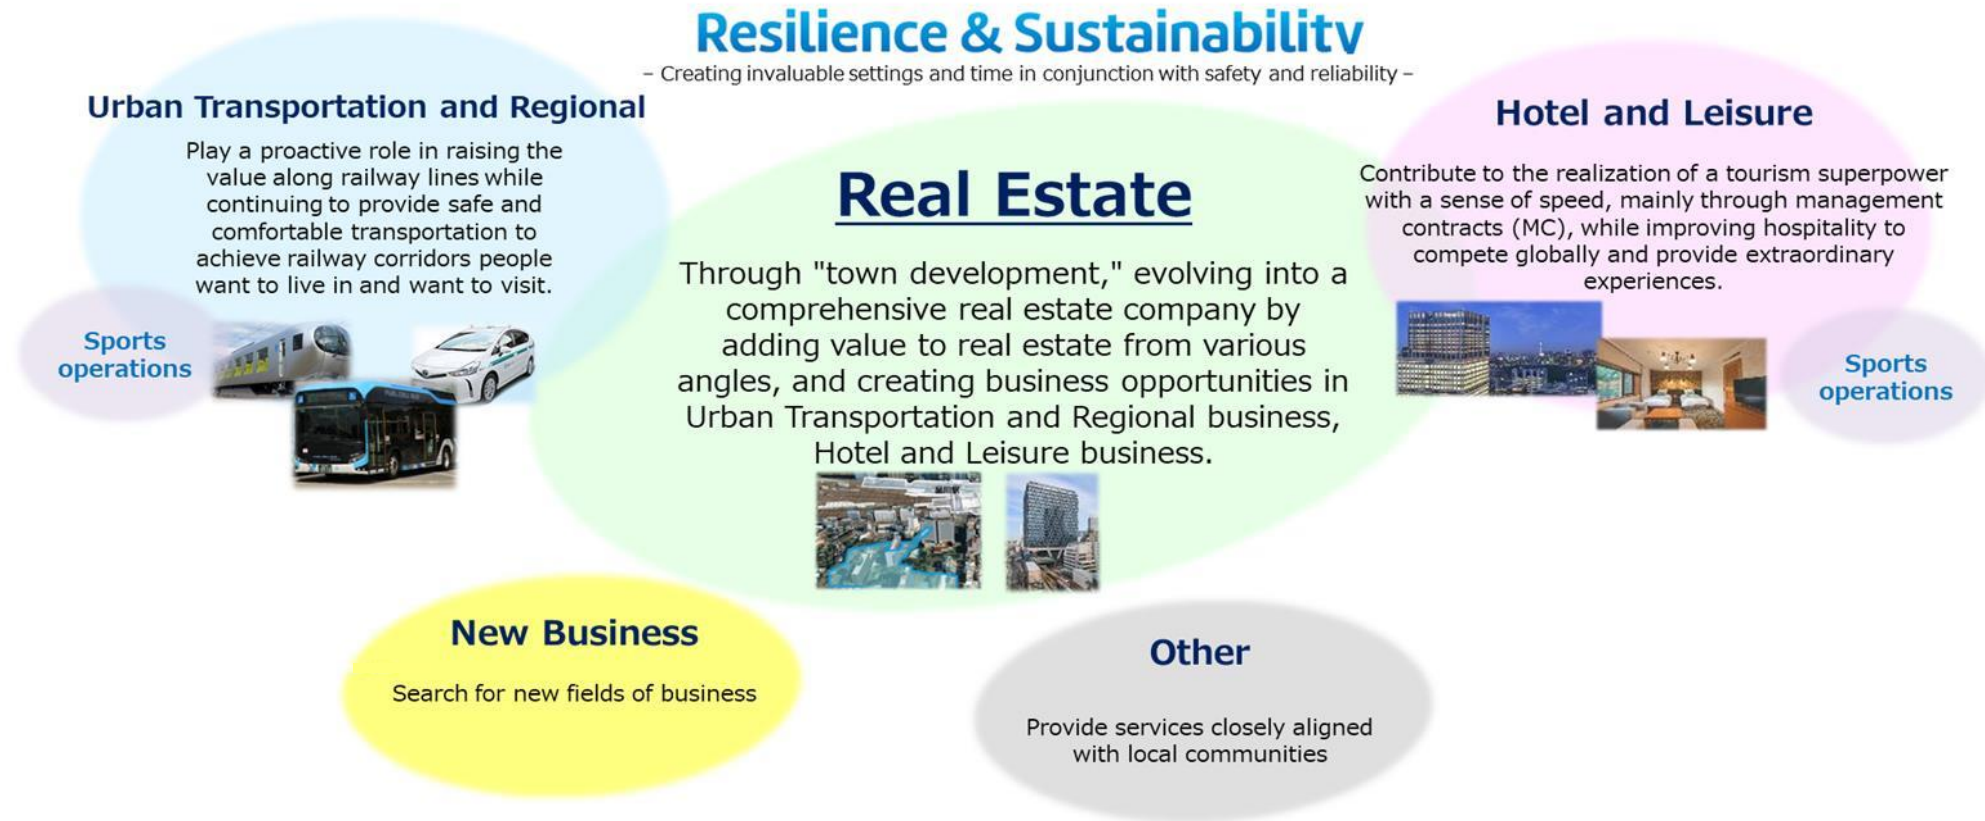 Resilience & Sustainability
– Creating invaluable settings and time in conjunction with safety and reliability –
Urban Transportation and Regional
Play a proactive role in raising the
value along railway lines while
continuing to provide safe and
comfortable transportation to
achieve railway corridors people
want to live in and want to visit.
Sports
operations
Real Estate
Through "town development," evolving into a
comprehensive real estate company by
adding value to real estate from various
angles, and creating business opportunities in
Urban Transportation and Regional business,
Hotel and Leisure business.
Hotel and Leisure
Contribute to the realization of a tourism superpower
with a sense of speed, mainly through management
contracts (MC), while improving hospitality to
compete globally and provide extraordinary
experiences.
Sports
operations
New Business
Search for new fields of business
Other
Provide services closely aligned
with local communities